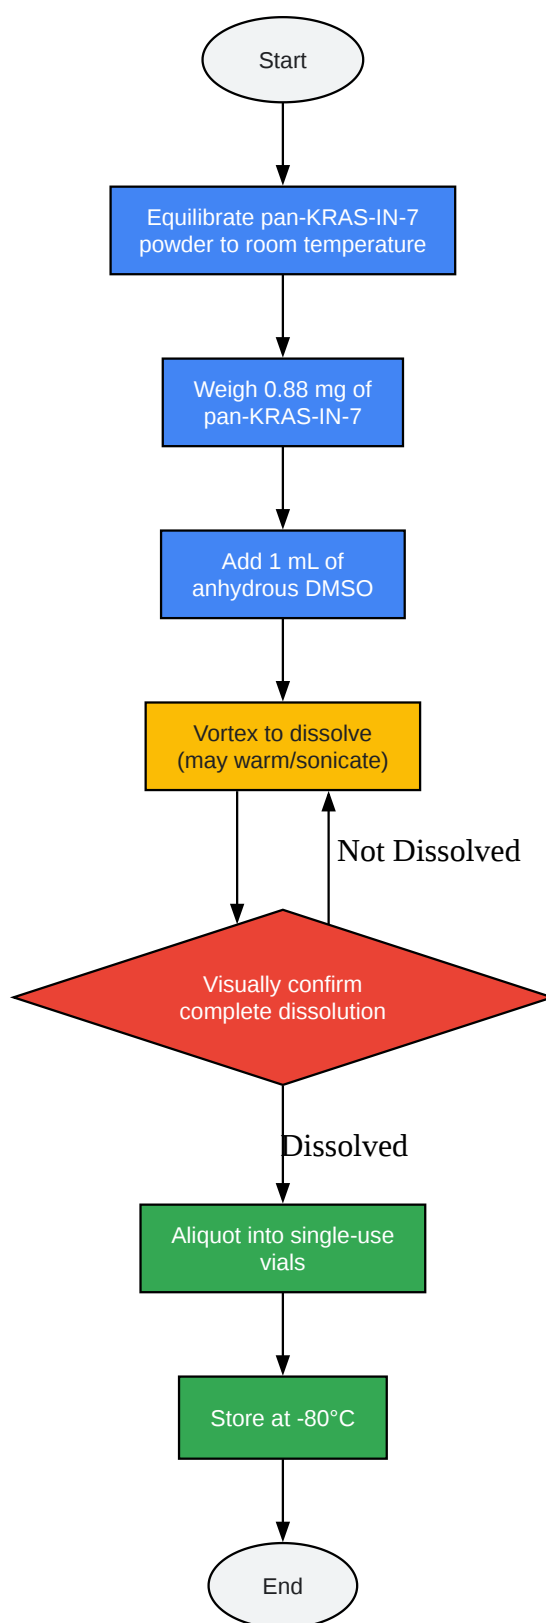 Start
Equilibrate pan-KRAS-IN-7
powder to room temperature
Weigh 0.88 mg of
pan-KRAS-IN-7
Add 1 mL of
anhydrous DMSO
Vortex to dissolve
(may warm/sonicate)
Not Dissolved
Visually confirm
complete dissolution
Dissolved
Aliquot into single-use
vials
Store at -80°C
End